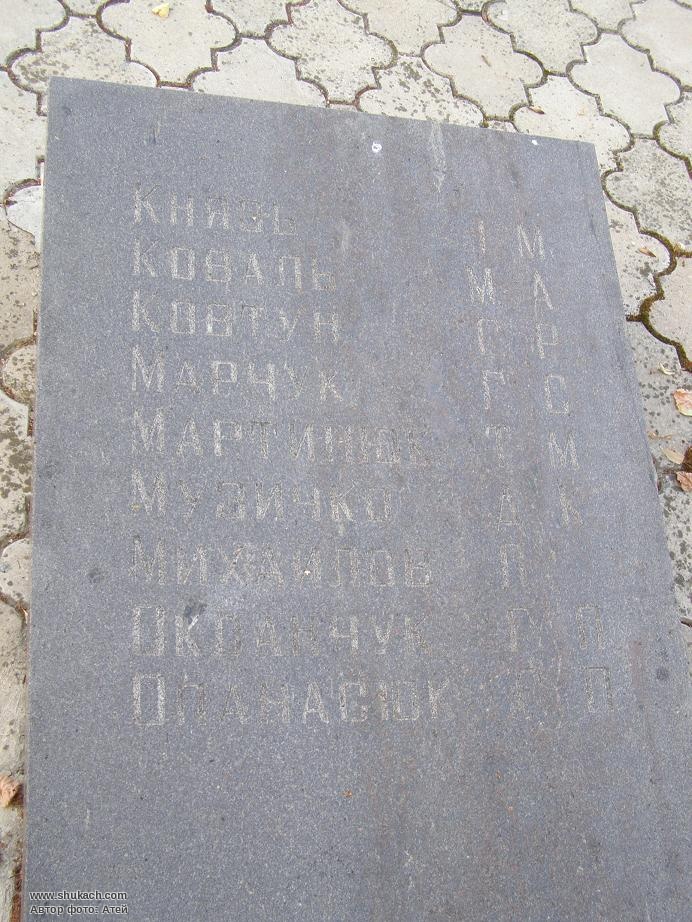 Князь І М
Коваль М А
Ковтун С Р
Марчук Г С
Мартинюк Т М
Музичко Д К
Михайлов П
Оксанчук Г П
Опанасюк Г П
www.shukach.com
Автор фото: Атей